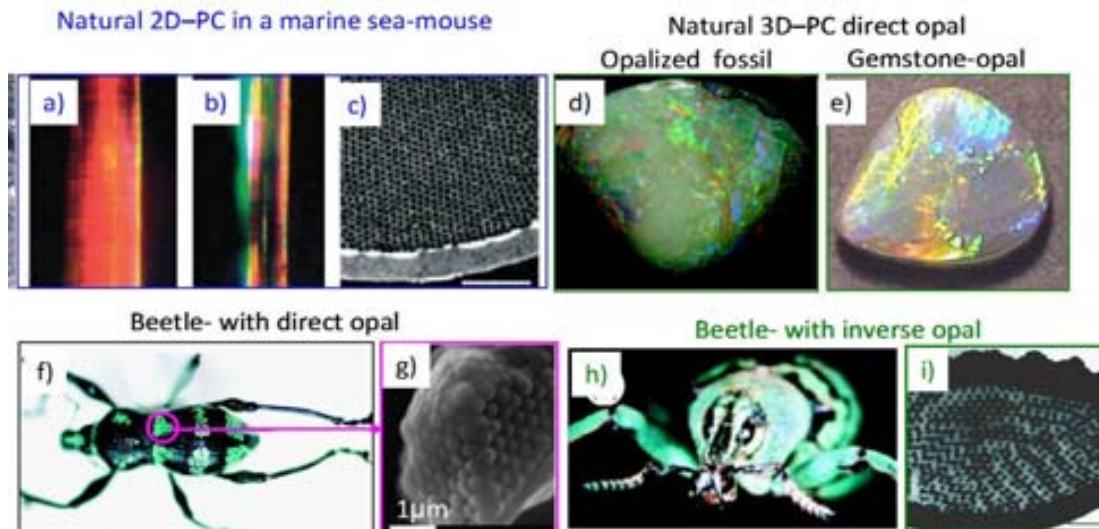 Natural 2D–PC in a marine sea-mouse
Natural 3D–PC direct opal
Opalized fossil
Gemstone-opal
a)
b)
c)
d)
e)
Beetle- with direct opal
Beetle- with inverse opal
f)
g)
1µm
h)
i)